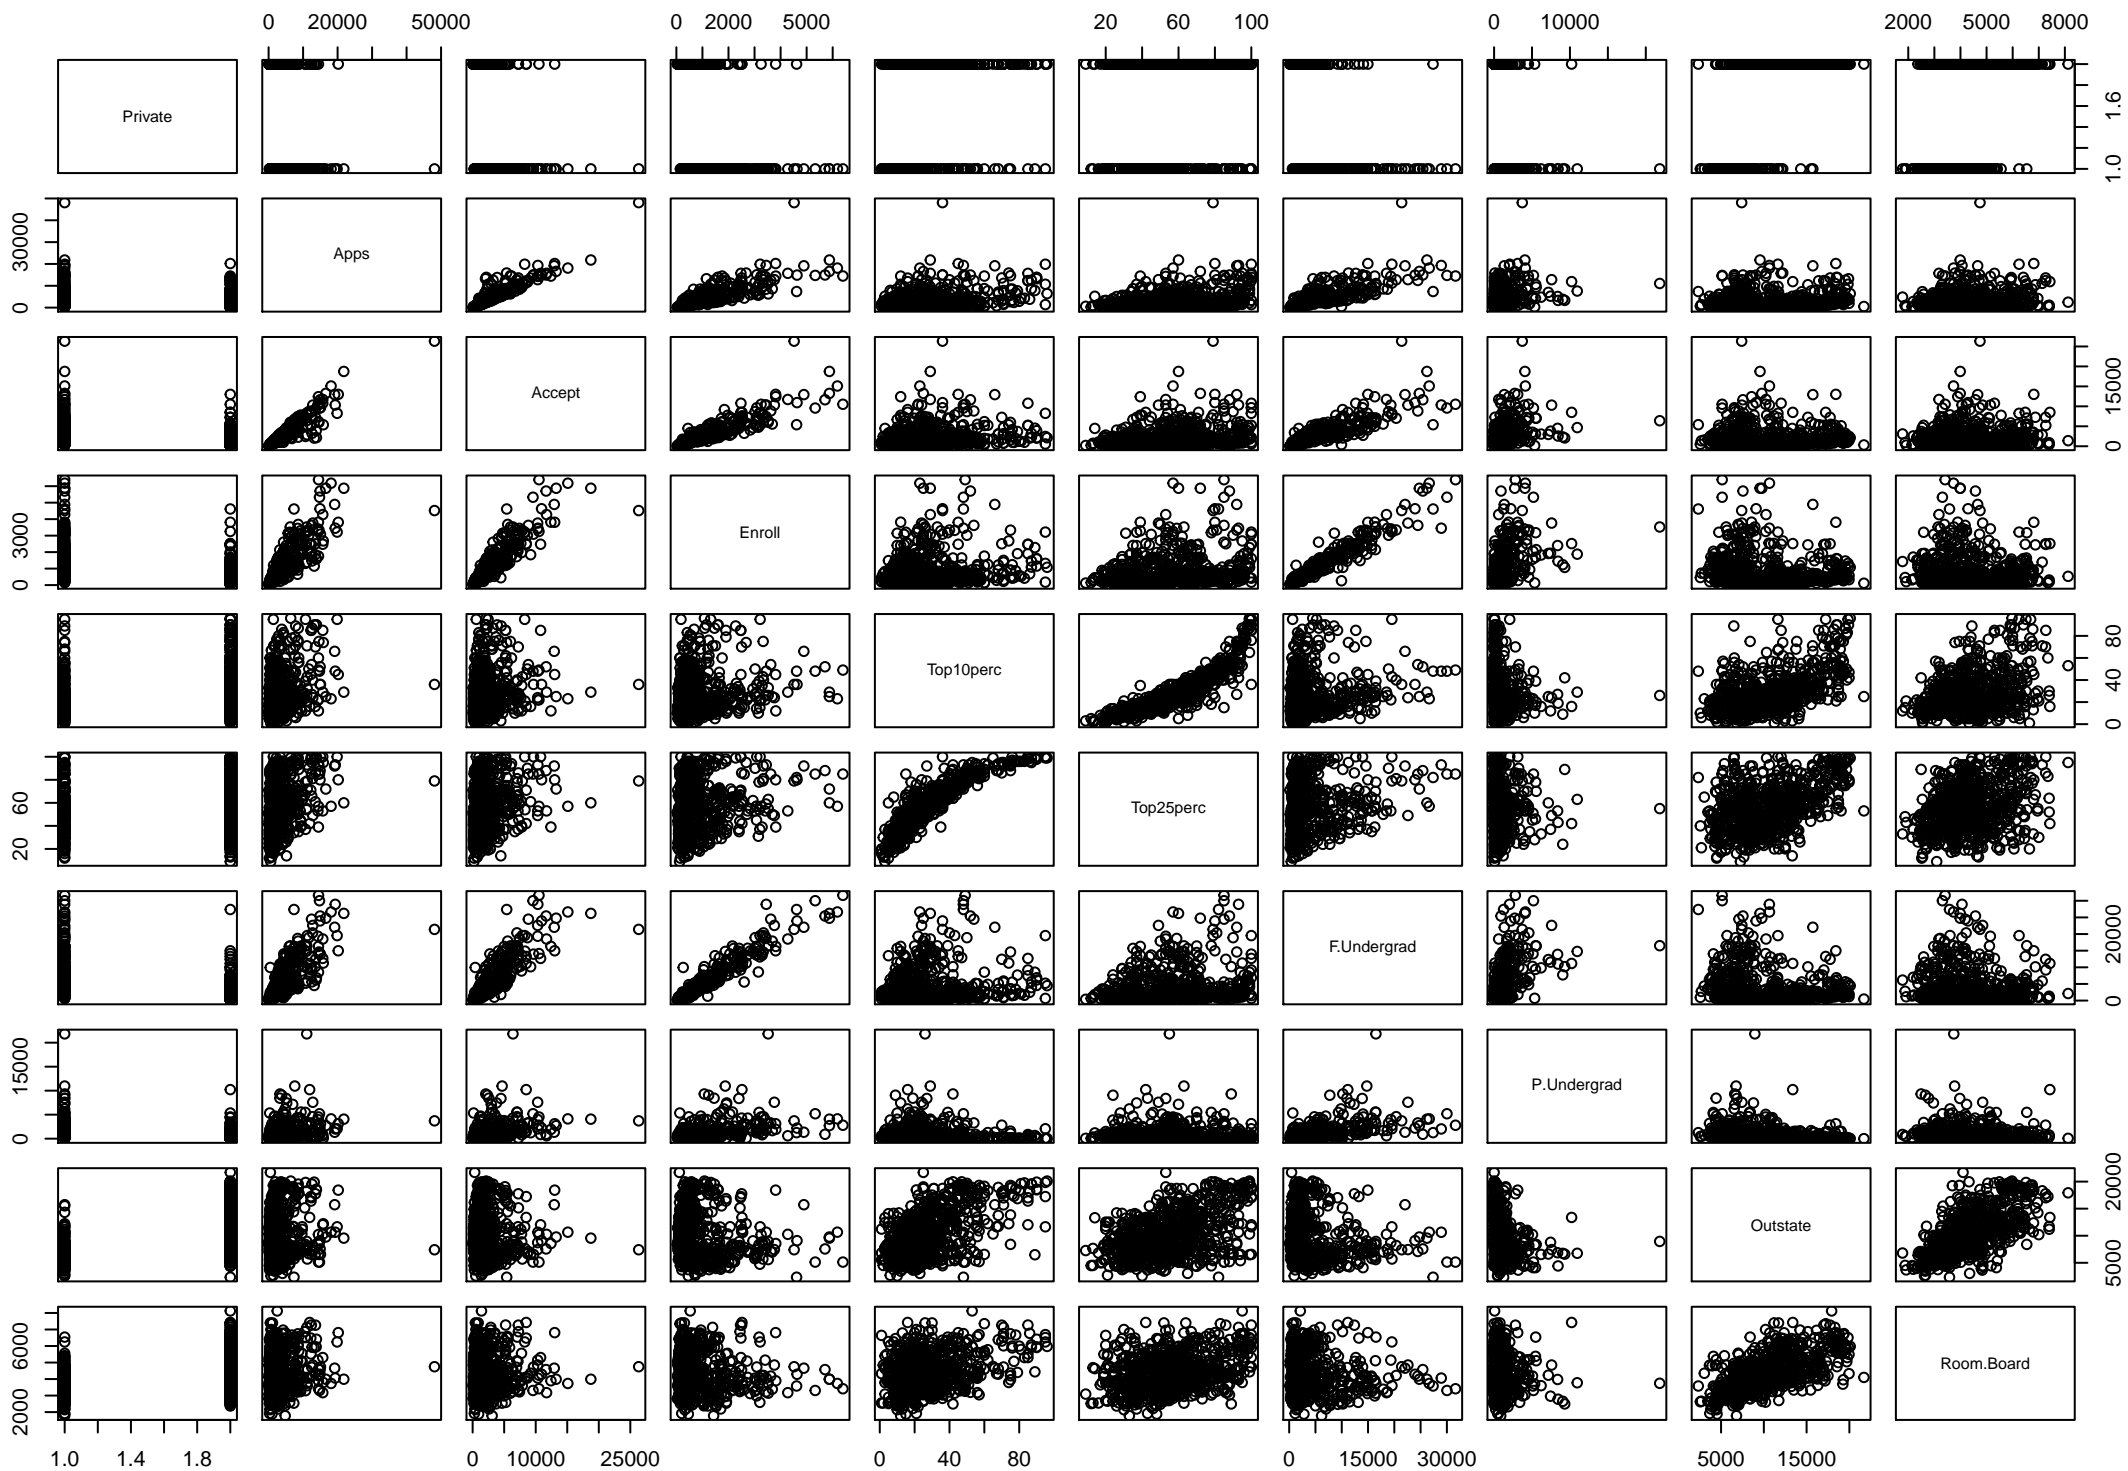 0 20000 50000 0 2000 5000 20 60 100 0 10000 2000 5000 8000
Private
1.0 1.6
0 30000
Apps
Accept
0 15000
0 3000
Enroll
Top10perc
0 40 80
20 60
Top25perc
F.Undergrad
0 20000
0 15000
P.Undergrad
Outstate
5000 20000
2000 6000
Room.Board
1.0 1.4 1.8 0 10000 25000 0 40 80 0 15000 30000 5000 15000